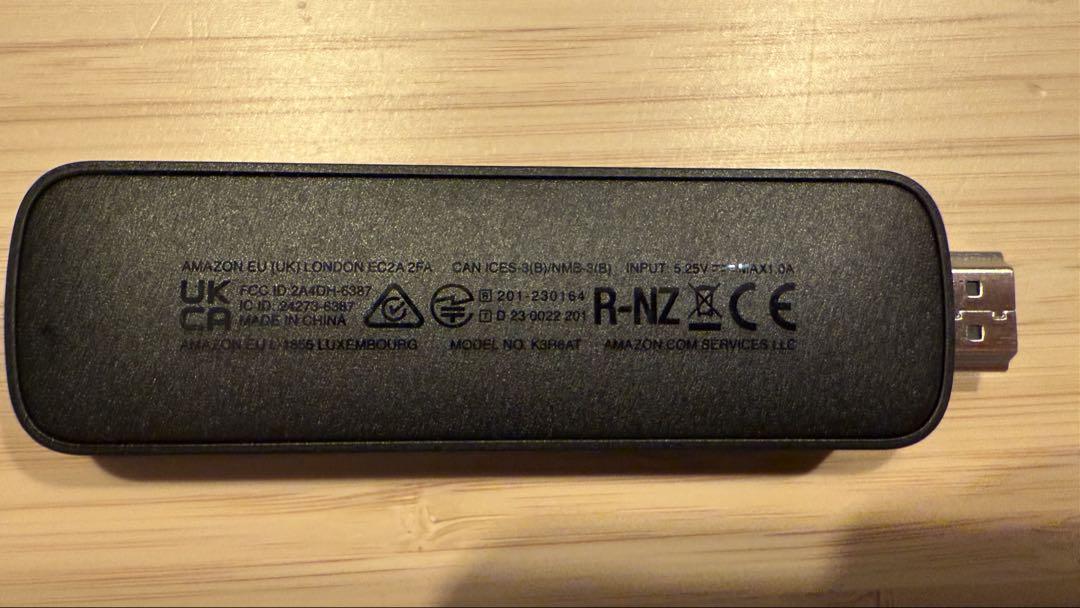 AMAZON EU (UK) LONDON EC2A 2FA CAN ICES-3(B)/NMB-3(B) INPUT 5.25V MAX1.0A
UK CA
FCC ID:2A4DH-6387
IC ID:24273-6387
MADE IN CHINA
R 201-230164
T D 23 0022 201
R-NZ
CE
AMAZON EU L-1855 LUXEMBOURG MODEL NO. K3R6AT AMAZON.COM SERVICES LLC